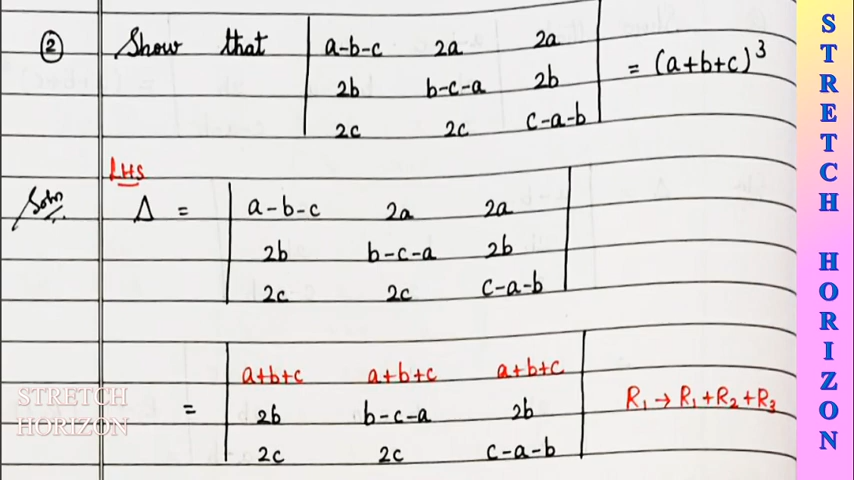 ② Show that | a-b-c 2a 2a |
| 2b b-c-a 2b | = (a+b+c)³
| 2c 2c c-a-b |
LHS
Soln Δ = | a-b-c 2a 2a |
| 2b b-c-a 2b |
| 2c 2c c-a-b |
| a+b+c a+b+c a+b+c |
= | 2b b-c-a 2b | R₁ → R₁+R₂+R₃
| 2c 2c c-a-b |
STRETCH
HORIZON
STRETCH HORIZON